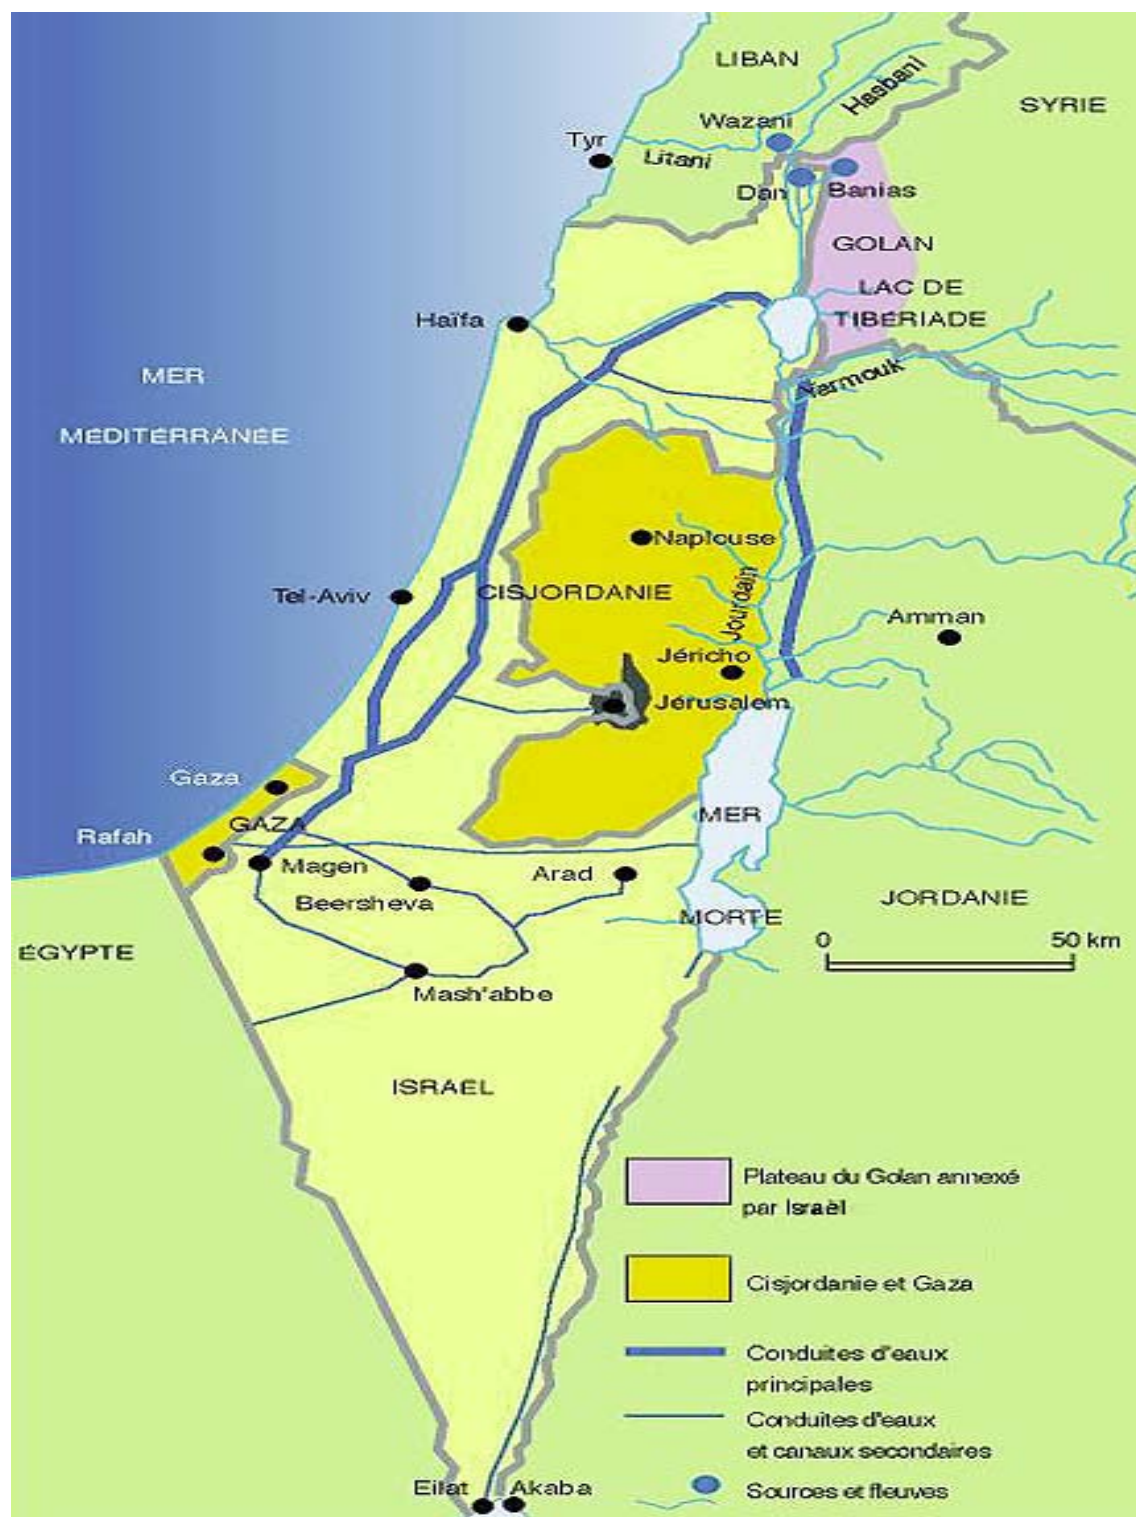 LIBAN
Hasbani
SYRIE
Wazani
Tyr
Litani
Dan
Banias
GOLAN
LAC DE
TIBÉRIADE
Haïfa
Yarmouk
MER
MÉDITERRANÉE
Naplouse
Tel-Aviv
CISJORDANIE
Jourdain
Amman
Jéricho
Jérusalem
Gaza
GAZA
Rafah
MER
Magen
Arad
Beersheva
MORTE
JORDANIE
ÉGYPTE
0 50 km
Mash'abbe
ISRAËL
Plateau du Golan annexé
par Israël
Cisjordanie et Gaza
Conduites d'eaux
principales
Conduites d'eaux
et canaux secondaires
Sources et fleuves
Eilat
Akaba